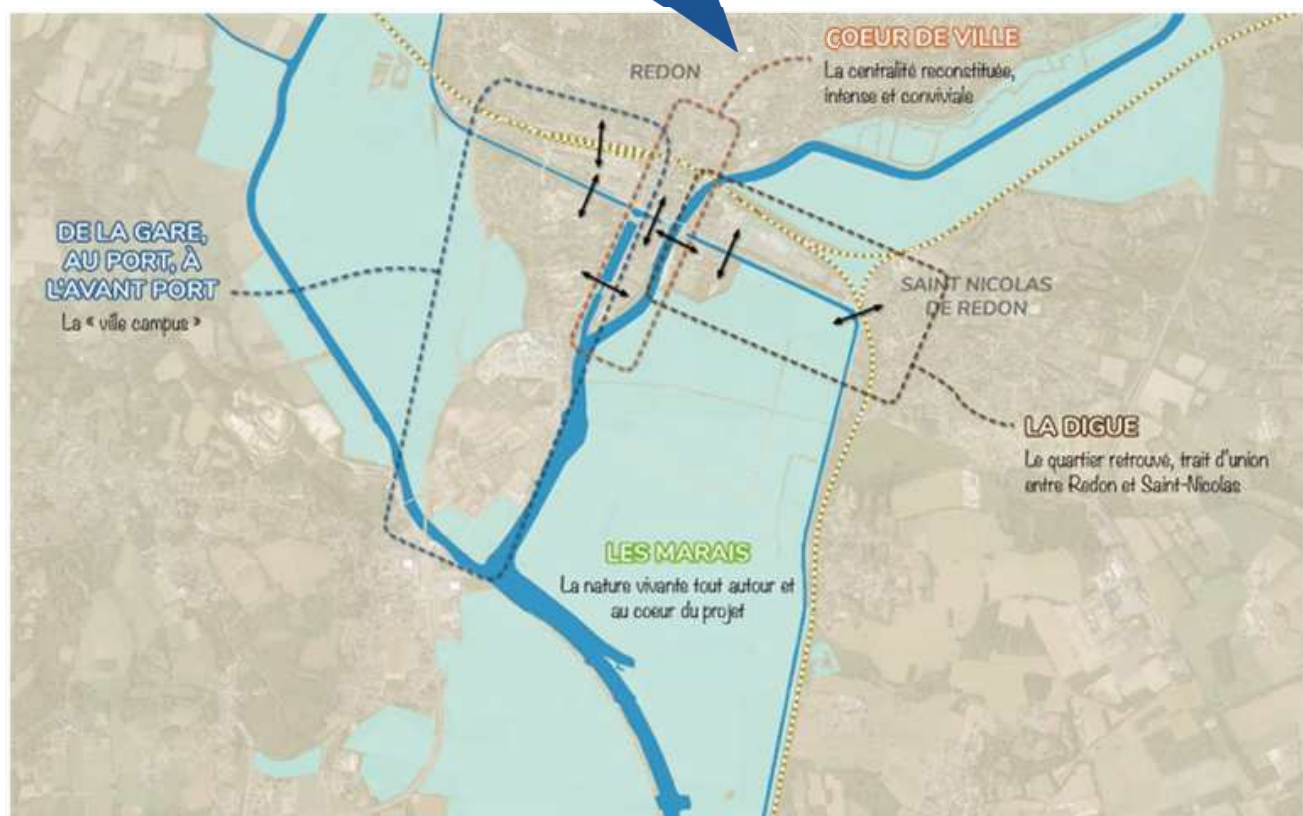 COEUR DE VILLE
La centralité reconstituée,
intense et conviviale
REDON
DE LA GARE,
AU PORT, À
L'AVANT PORT
La « ville campus »
SAINT NICOLAS
DE REDON
LA DIGUE
Le quartier retrouvé, trait d'union
entre Redon et Saint-Nicolas
LES MARAIS
La nature vivante tout autour et
au coeur du projet